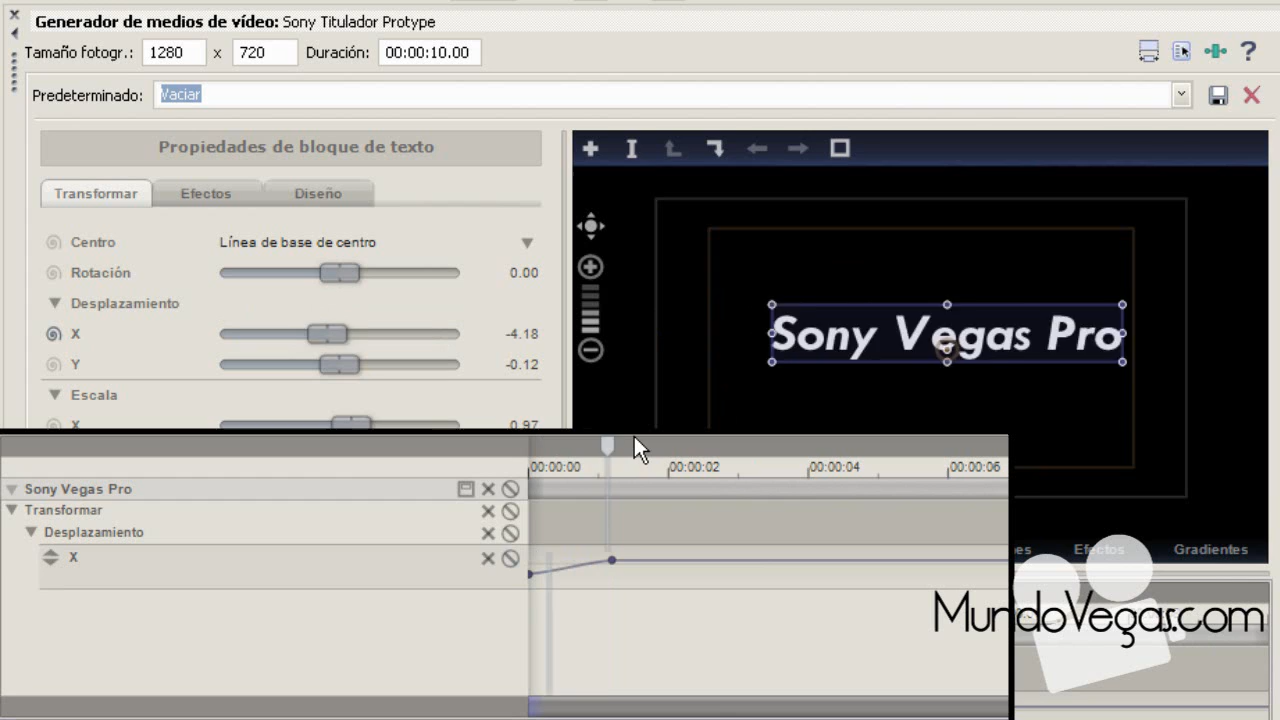 Generador de medios de vídeo: Sony Titulador Protype
Tamaño fotogr.: 1280 x 720 Duración: 00:00:10.00
Predeterminado: Vaciar
Propiedades de bloque de texto
Transformar Efectos Diseño
Centro Línea de base de centro
Rotación 0.00
Desplazamiento
X -4.18
Y -0.12
Escala
X 0.97
Sony Vegas Pro
00:00:00 00:00:02 00:00:04 00:00:06
Sony Vegas Pro
Transformar
Desplazamiento
X
Efectos Gradientes
MundoVegas.com